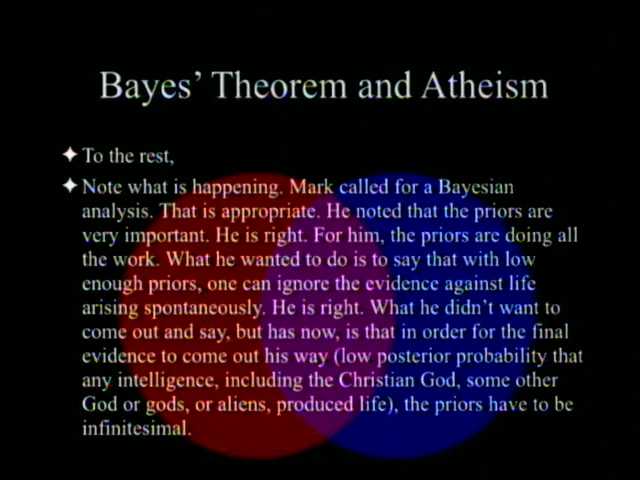 Bayes' Theorem and Atheism
To the rest,
Note what is happening. Mark called for a Bayesian
analysis. That is appropriate. He noted that the priors are
very important. He is right. For him, the priors are doing all
the work. What he wanted to do is to say that with low
enough priors, one can ignore the evidence against life
arising spontaneously. He is right. What he didn't want to
come out and say, but has now, is that in order for the final
evidence to come out his way (low posterior probability that
any intelligence, including the Christian God, some other
God or gods, or aliens, produced life), the priors have to be
infinitesimal.